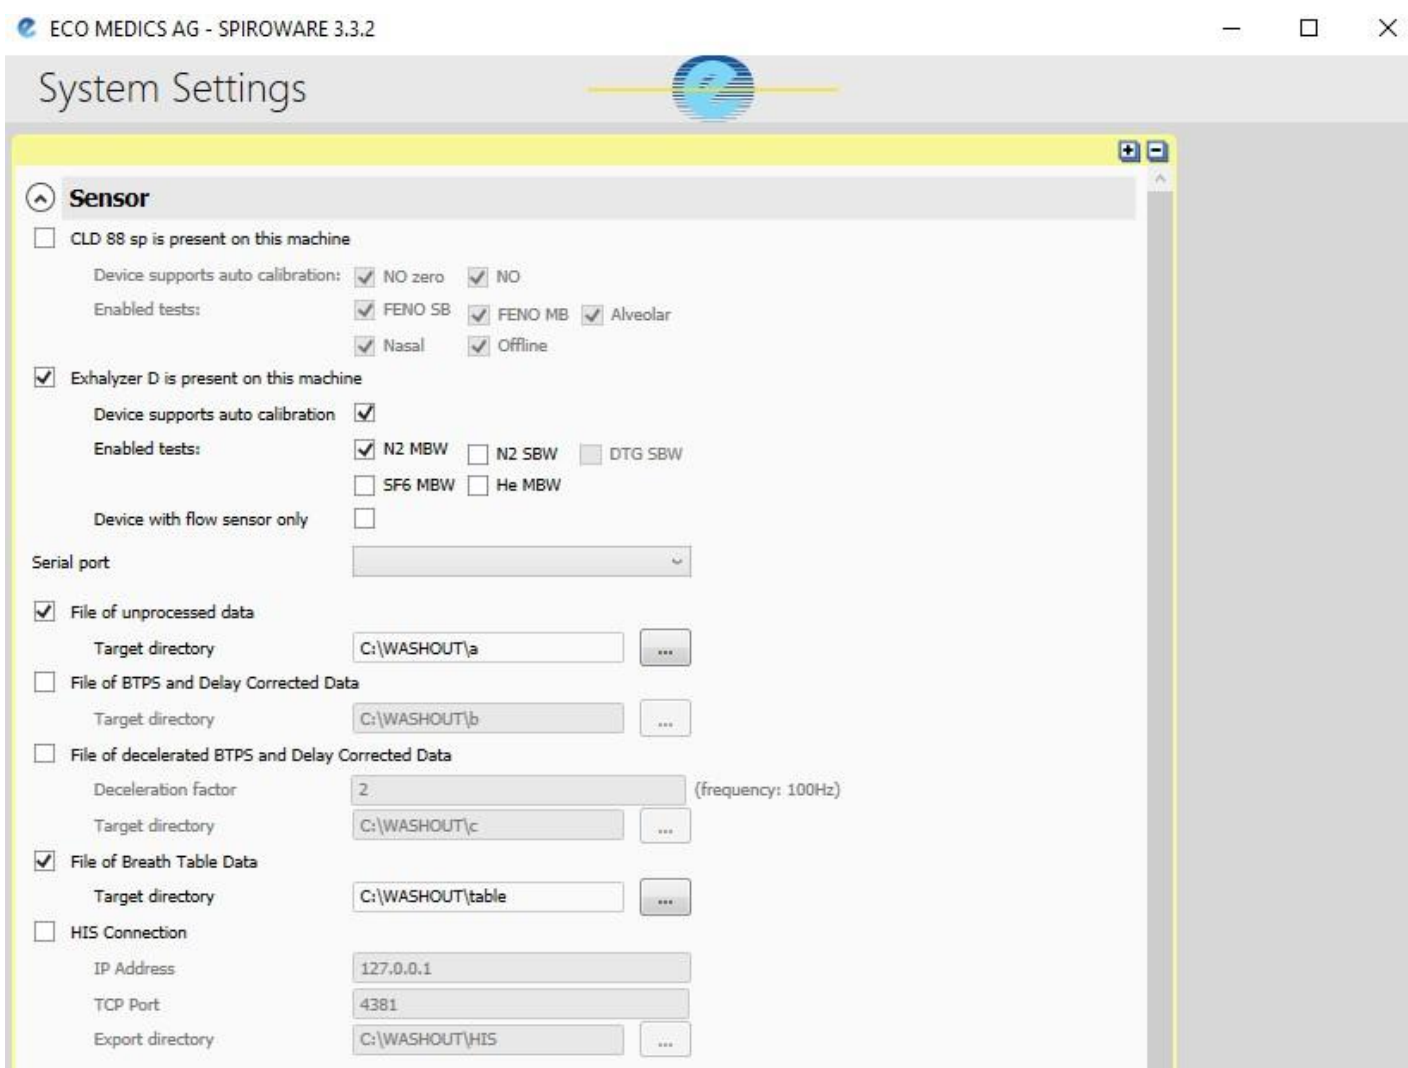 ECO MEDICS AG - SPIROWARE 3.3.2
System Settings
Sensor
CLD 88 sp is present on this machine
Device supports auto calibration: NO zero NO
Enabled tests: FENO SB FENO MB Alveolar
Nasal Offline
Exhalyzer D is present on this machine
Device supports auto calibration
Enabled tests: N2 MBW N2 SBW DTG SBW
SF6 MBW He MBW
Device with flow sensor only
Serial port
File of unprocessed data
Target directory C:\WASHOUT\a ...
File of BTPS and Delay Corrected Data
Target directory C:\WASHOUT\b ...
File of decelerated BTPS and Delay Corrected Data
Deceleration factor 2 (frequency: 100Hz)
Target directory C:\WASHOUT\c ...
File of Breath Table Data
Target directory C:\WASHOUT\table ...
HIS Connection
IP Address 127.0.0.1
TCP Port 4381
Export directory C:\WASHOUT\HIS ...